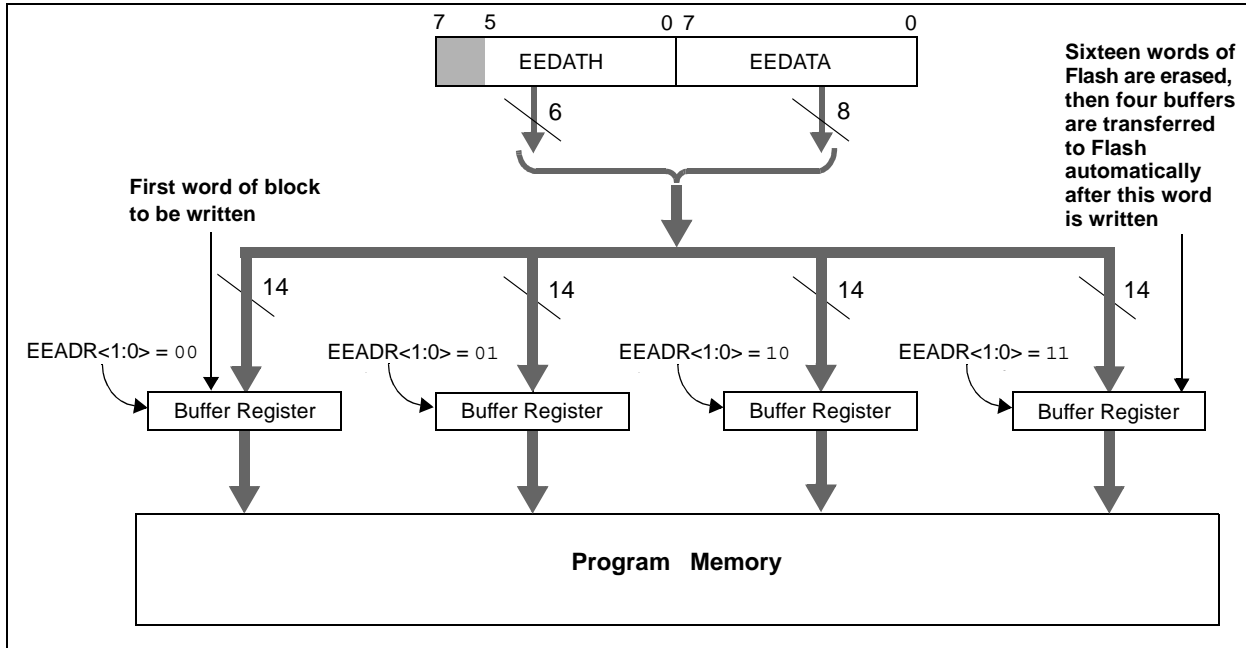 7 5 0 7 0
EEDATH EEDATA
6 8
Sixteen words of
Flash are erased,
then four buffers
are transferred
to Flash
automatically
after this word
is written
First word of block
to be written
14 14 14 14
EEADR<1:0> = 00 EEADR<1:0> = 01 EEADR<1:0> = 10 EEADR<1:0> = 11
Buffer Register Buffer Register Buffer Register Buffer Register
Program Memory